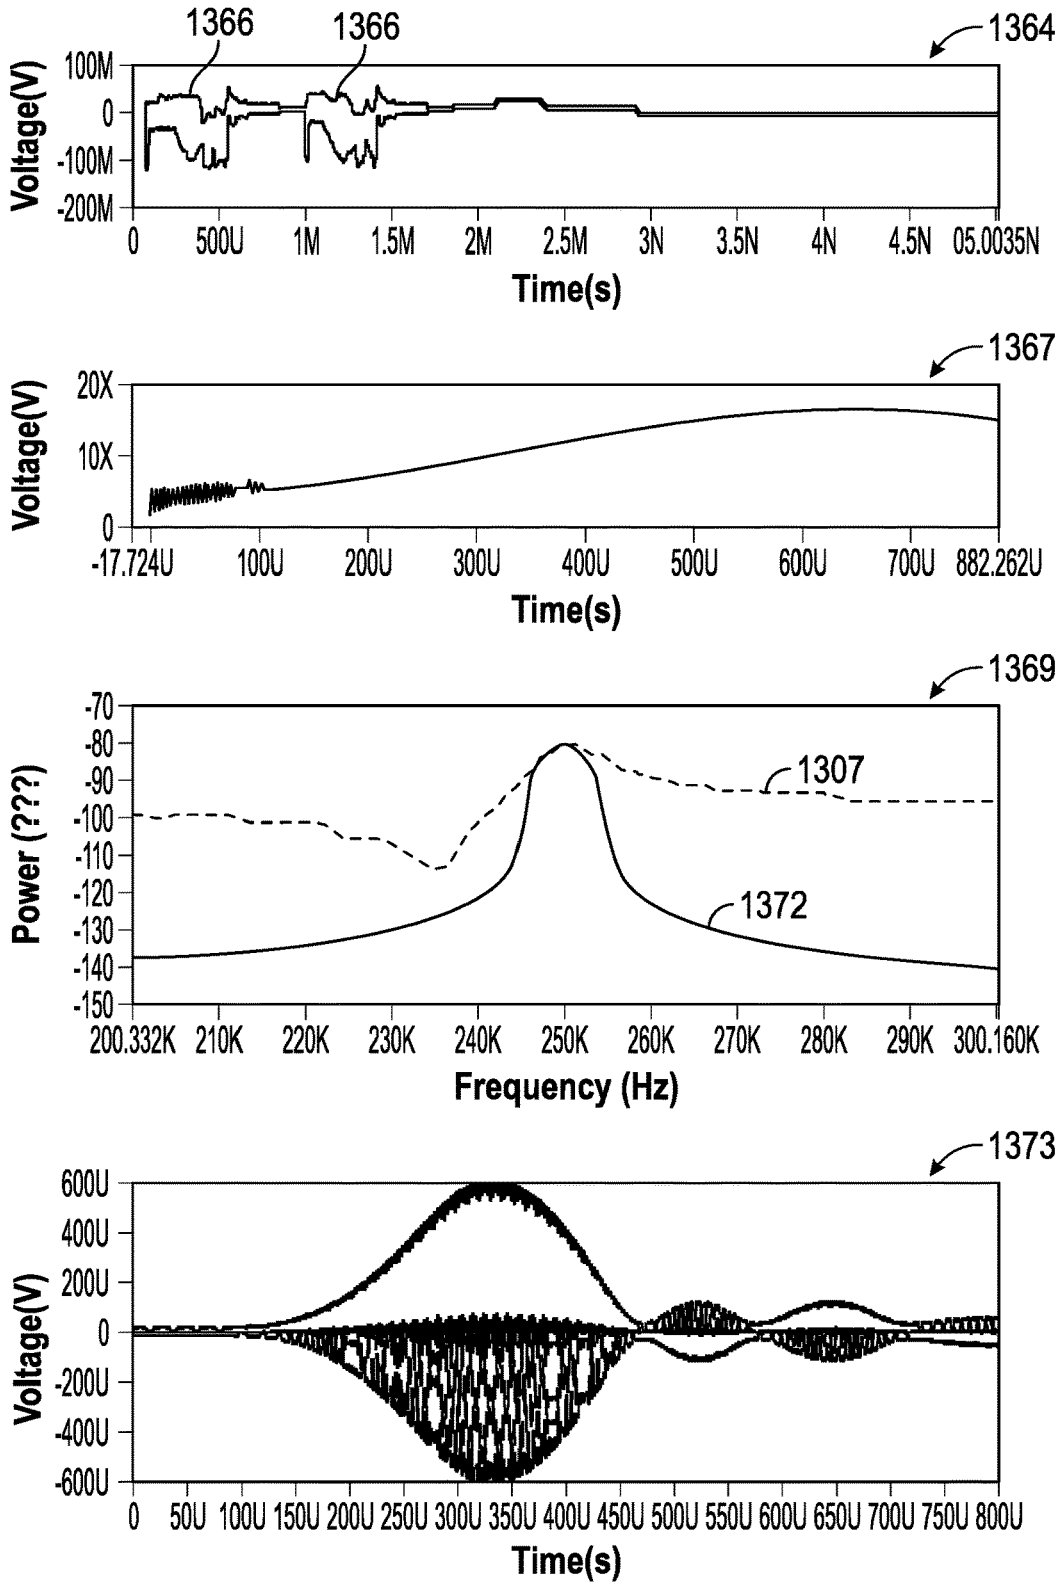 1366
1366
1364
Voltage(V)
100M
0
-100M
-200M
0 500U 1M 1.5M 2M 2.5M 3N 3.5N 4N 4.5N 05.0035N
Time(s)
1367
Voltage(V)
20X
10X
0
-17.724U 100U 200U 300U 400U 500U 600U 700U 882.262U
Time(s)
1369
Power (???)
-70
-80
-90
-100
-110
-120
-130
-140
-150
1307
1372
200.332K 210K 220K 230K 240K 250K 260K 270K 280K 290K 300.160K
Frequency (Hz)
1373
Voltage(V)
600U
400U
200U
0
-200U
-400U
-600U
0 50U 100U 150U 200U 250U 300U 350U 400U 450U 500U 550U 600U 650U 700U 750U 800U
Time(s)